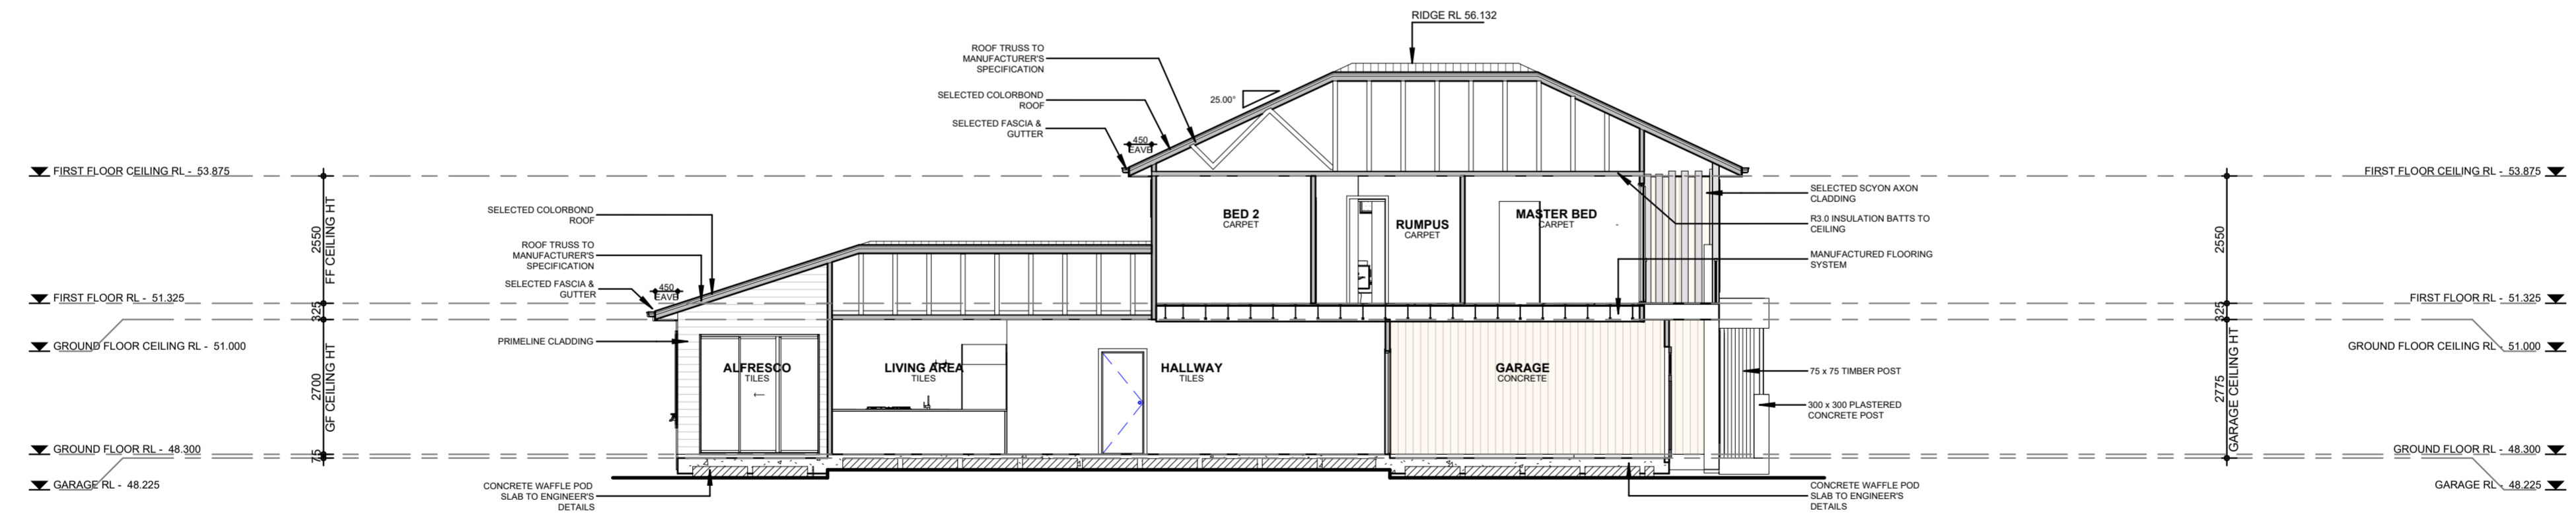 RIDGE RL 56.132
ROOF TRUSS TO
MANUFACTURER'S
SPECIFICATION
SELECTED COLORBOND
ROOF
25.00°
SELECTED FASCIA &
GUTTER
450
EAVE
FIRST FLOOR CEILING RL - 53.875
FIRST FLOOR CEILING RL - 53.875
SELECTED SCYON AXON
CLADDING
R3.0 INSULATION BATTS TO
CEILING
MANUFACTURED FLOORING
SYSTEM
BED 2
CARPET
RUMPUS
CARPET
MASTER BED
CARPET
SELECTED COLORBOND
ROOF
ROOF TRUSS TO
MANUFACTURER'S
SPECIFICATION
SELECTED FASCIA &
GUTTER
450
EAVE
2550
FF CEILING HT
2550
FIRST FLOOR RL - 51.325
FIRST FLOOR RL - 51.325
325
325
GROUND FLOOR CEILING RL - 51.000
GROUND FLOOR CEILING RL - 51.000
PRIMELINE CLADDING
ALFRESCO
TILES
LIVING AREA
TILES
HALLWAY
TILES
GARAGE
CONCRETE
75 x 75 TIMBER POST
300 x 300 PLASTERED
CONCRETE POST
2700
GF CEILING HT
2775
GARAGE CEILING HT
GROUND FLOOR RL - 48.300
GROUND FLOOR RL - 48.300
75
GARAGE RL - 48.225
GARAGE RL - 48.225
CONCRETE WAFFLE POD
SLAB TO ENGINEER'S
DETAILS
CONCRETE WAFFLE POD
SLAB TO ENGINEER'S
DETAILS